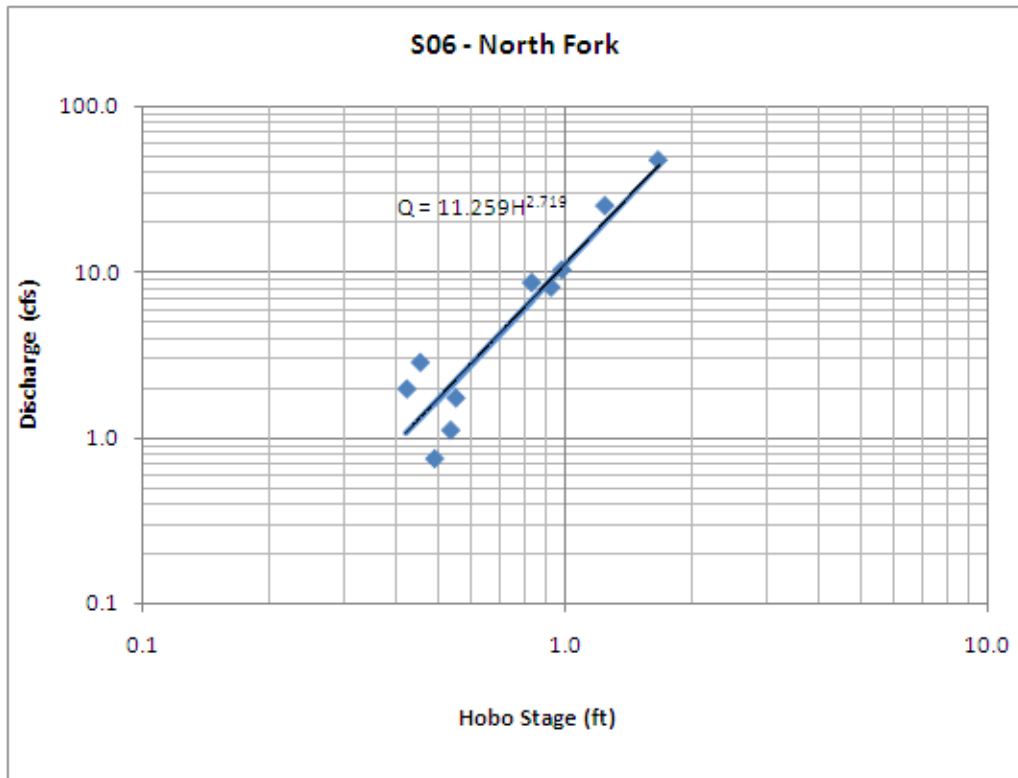 S06 - North Fork
100.0
Q = 11.259H^2.719
10.0
Discharge (cfs)
1.0
0.1
0.1 1.0 10.0
Hobo Stage (ft)